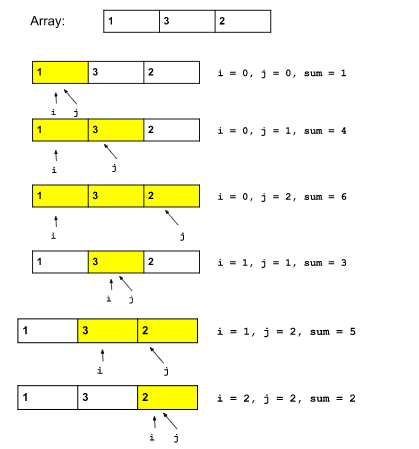 Array: 1 3 2
1 3 2 i = 0, j = 0, sum = 1
i j
1 3 2 i = 0, j = 1, sum = 4
i j
1 3 2 i = 0, j = 2, sum = 6
i j
1 3 2 i = 1, j = 1, sum = 3
i j
1 3 2 i = 1, j = 2, sum = 5
i j
1 3 2 i = 2, j = 2, sum = 2
i j